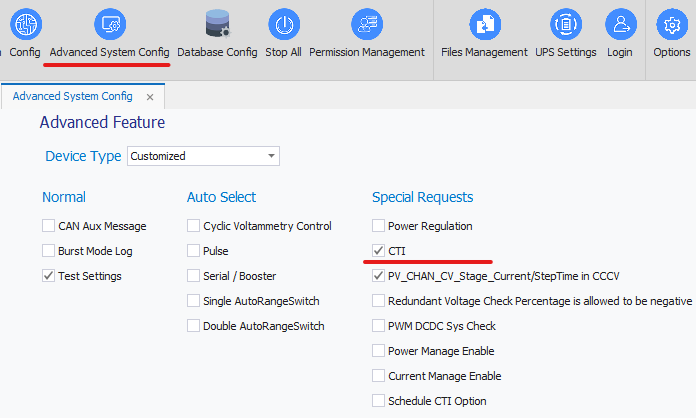 Config Advanced System Config Database Config Stop All Permission Management Files Management UPS Settings Login Options
Advanced System Config ×
Advanced Feature
Device Type Customized
Normal Auto Select Special Requests
CAN Aux Message Cyclic Voltammetry Control Power Regulation
Burst Mode Log Pulse CTI
Test Settings Serial / Booster PV_CHAN_CV_Stage_Current/StepTime in CCCV
Single AutoRangeSwitch Redundant Voltage Check Percentage is allowed to be negative
Double AutoRangeSwitch PWM DCDC Sys Check
Power Manage Enable
Current Manage Enable
Schedule CTI Option